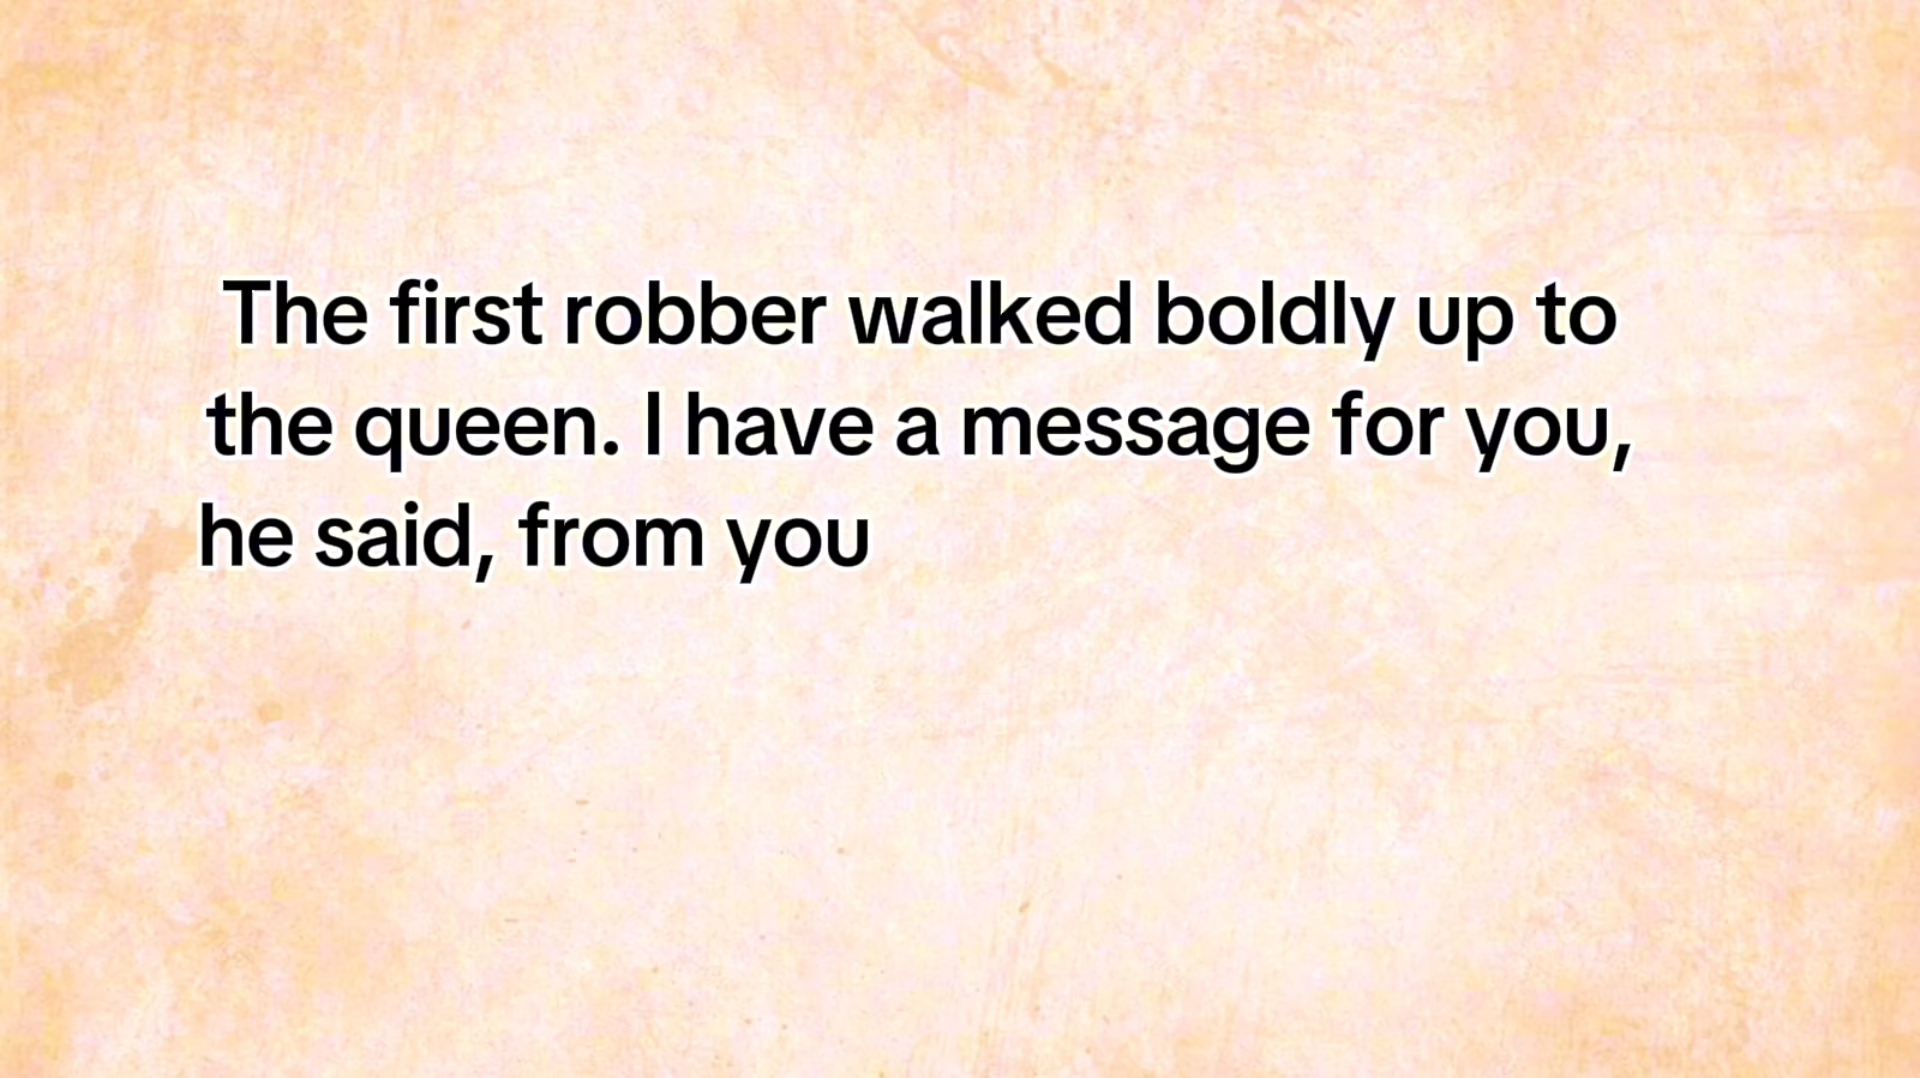 The first robber walked boldly up to
the queen. I have a message for you,
he said, from you